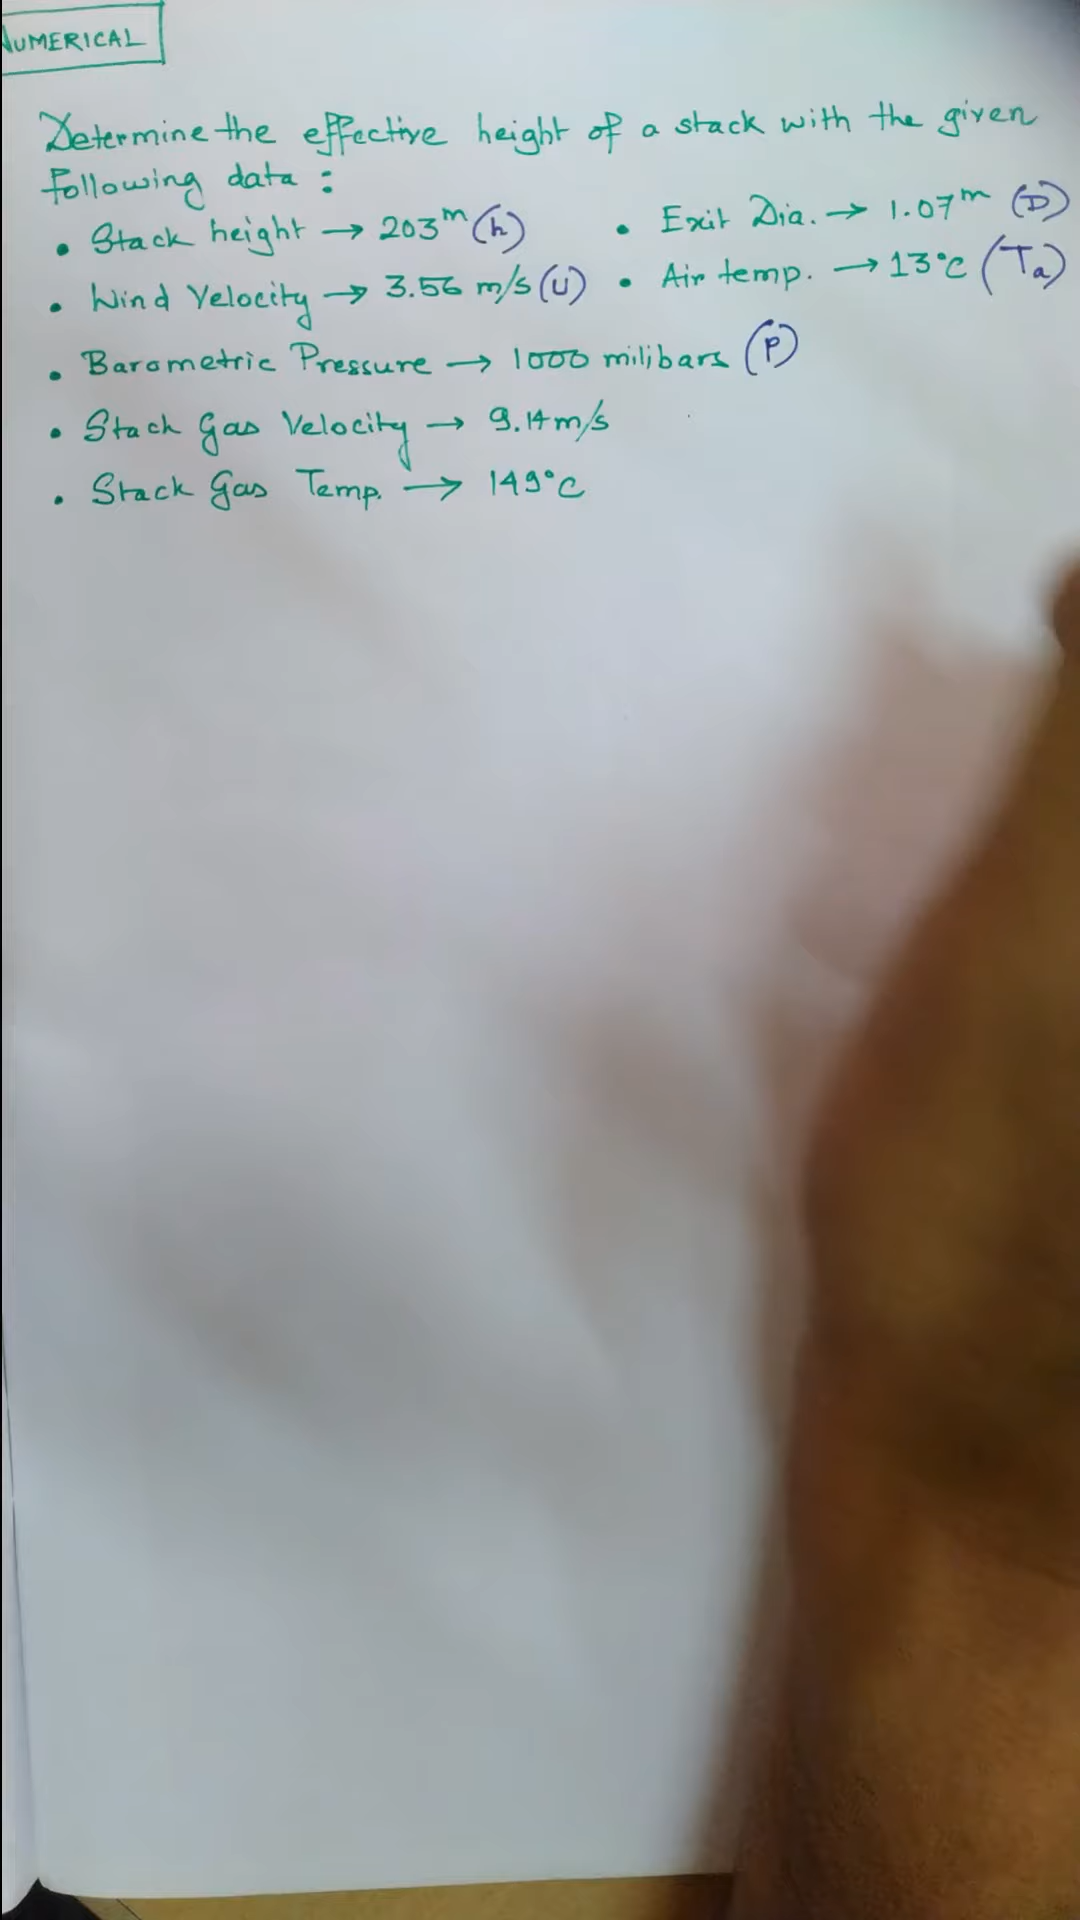 NUMERICAL
Determine the effective height of a stack with the given
following data :
• Stack height → 203m (h)
• Exit Dia. → 1.07m (D)
• Wind Velocity → 3.56 m/s (U)
• Air temp. → 13°C (Ta)
• Barometric Pressure → 1000 milibars (P)
• Stach Gas Velocity → 9.14 m/s
• Stack Gas Temp. → 149°C